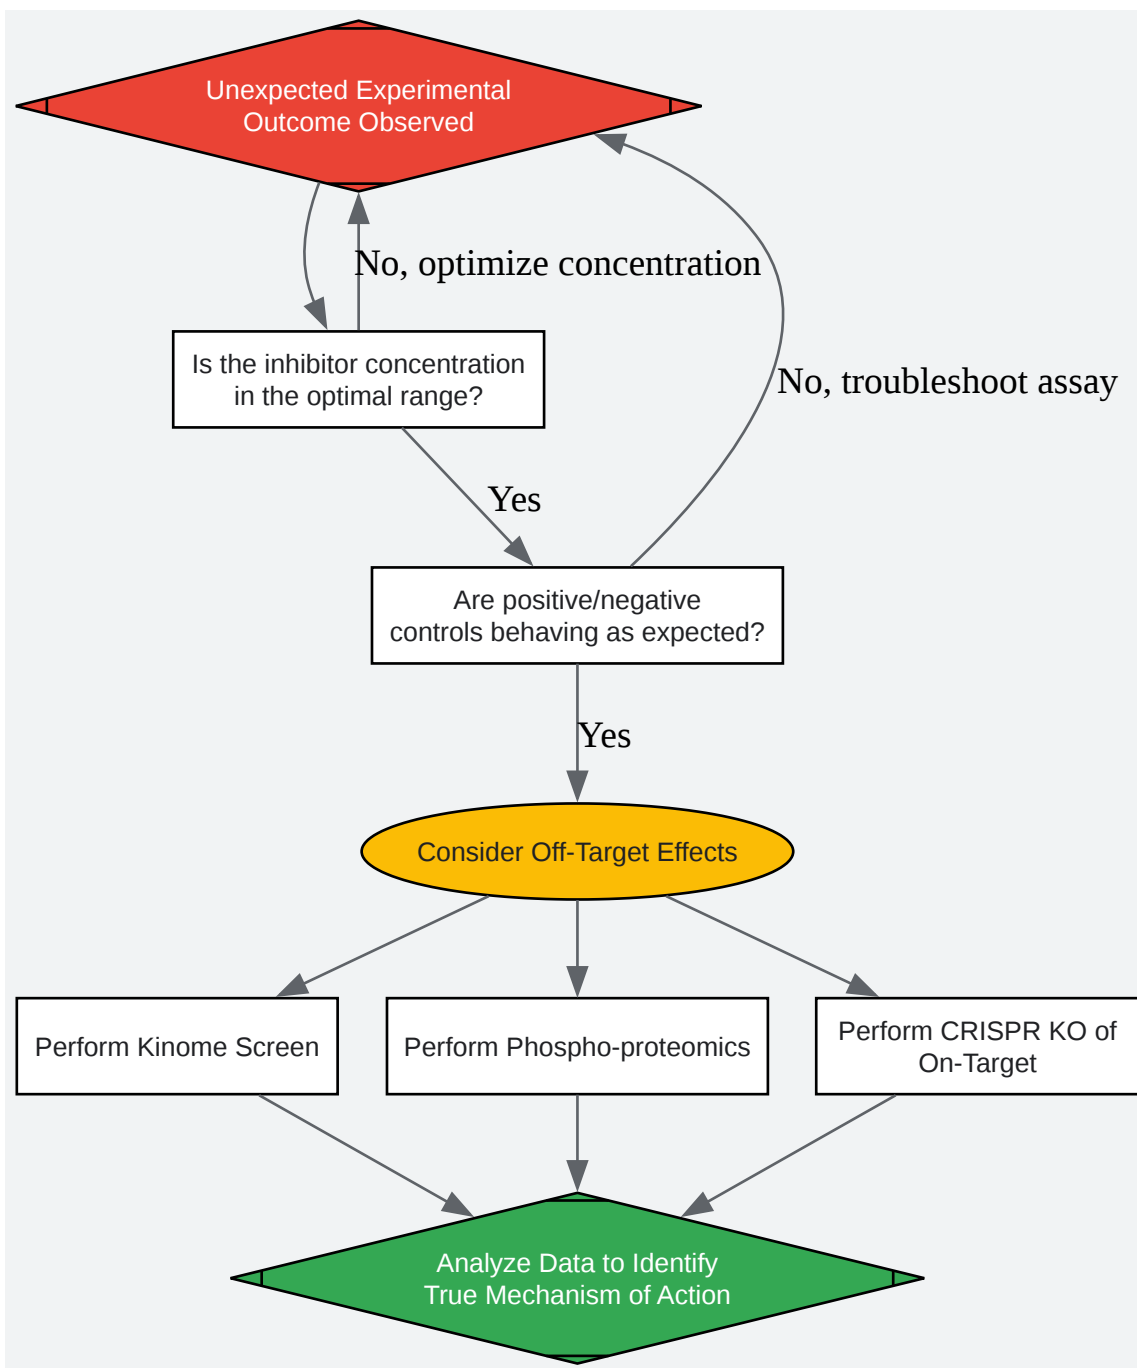 Unexpected Experimental
Outcome Observed
No, optimize concentration
Is the inhibitor concentration
in the optimal range?
No, troubleshoot assay
Yes
Are positive/negative
controls behaving as expected?
Yes
Consider Off-Target Effects
Perform Kinome Screen
Perform Phospho-proteomics
Perform CRISPR KO of
On-Target
Analyze Data to Identify
True Mechanism of Action